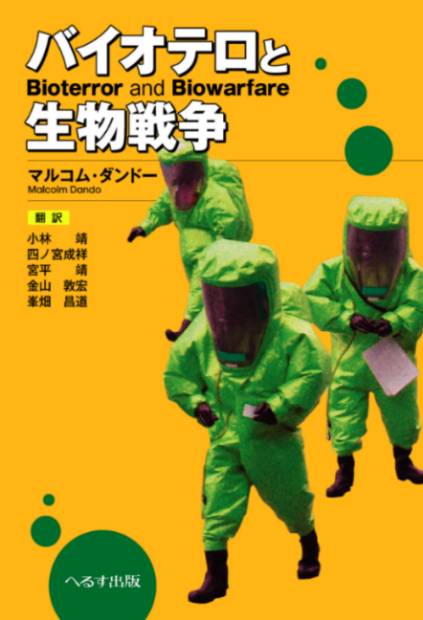 バイオテロと
Bioterror and Biowarfare
生物戦争
マルコム・ダンドー
Malcolm Dando
翻訳
小林 靖
四ノ宮成祥
宮平 靖
金山 敦宏
峯畑 昌道
へるす出版